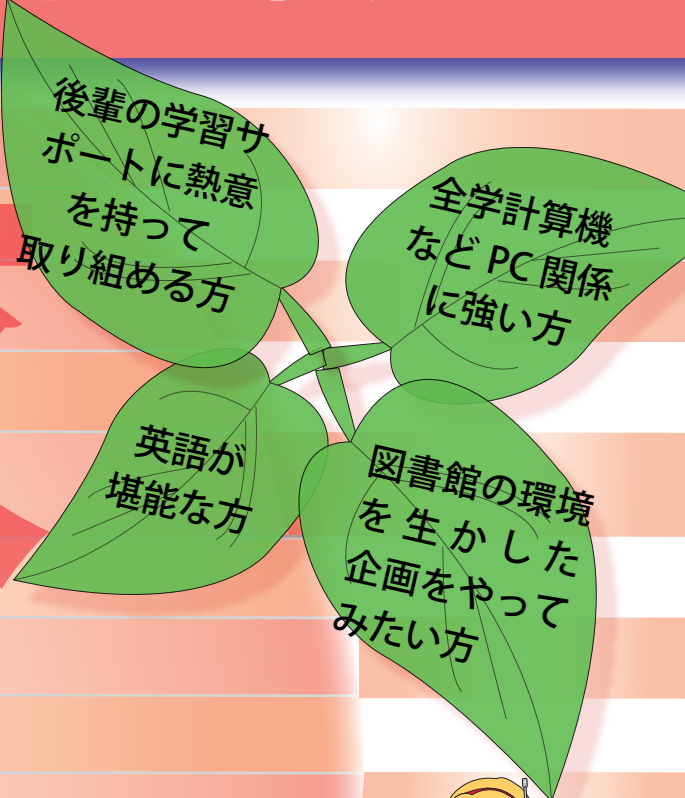 後輩の学習サ
ポートに熱意
を持って
取り組める方
全学計算機
など PC 関係
に強い方
英語が
堪能な方
図書館の環境
を生かした
企画をやって
みたい方